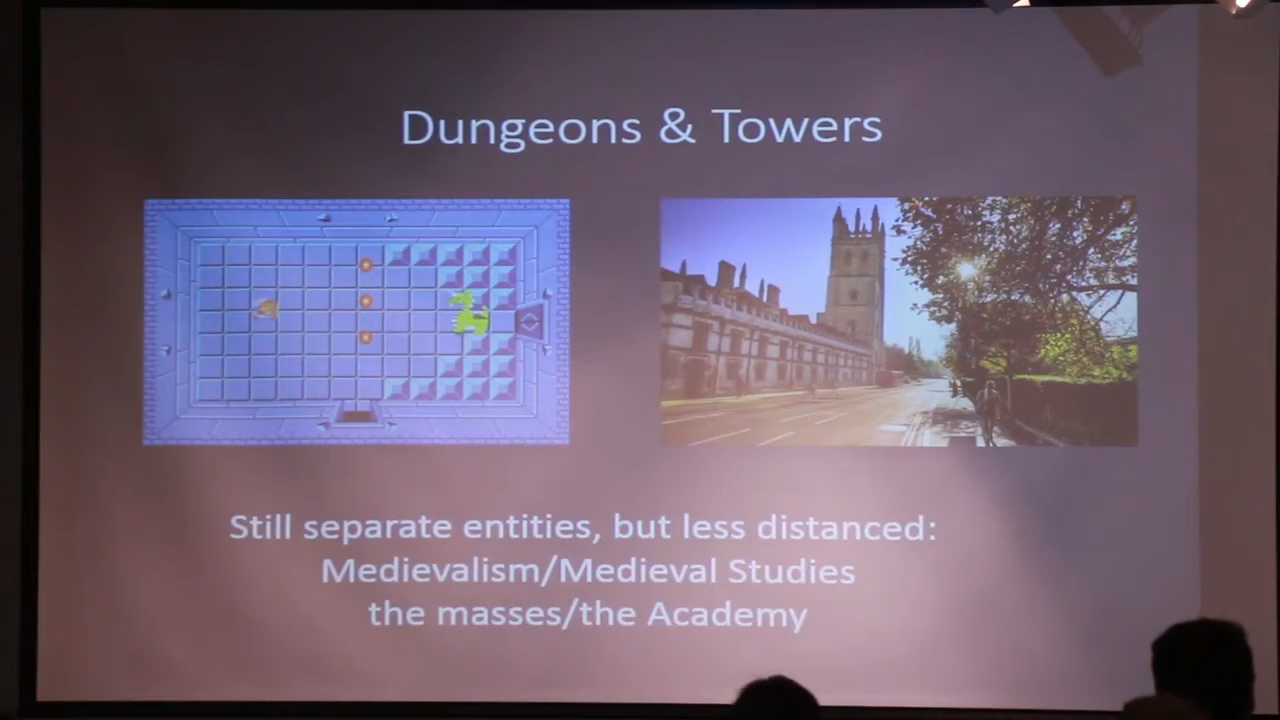 Dungeons & Towers
Still separate entities, but less distanced:
Medievalism/Medieval Studies
the masses/the Academy